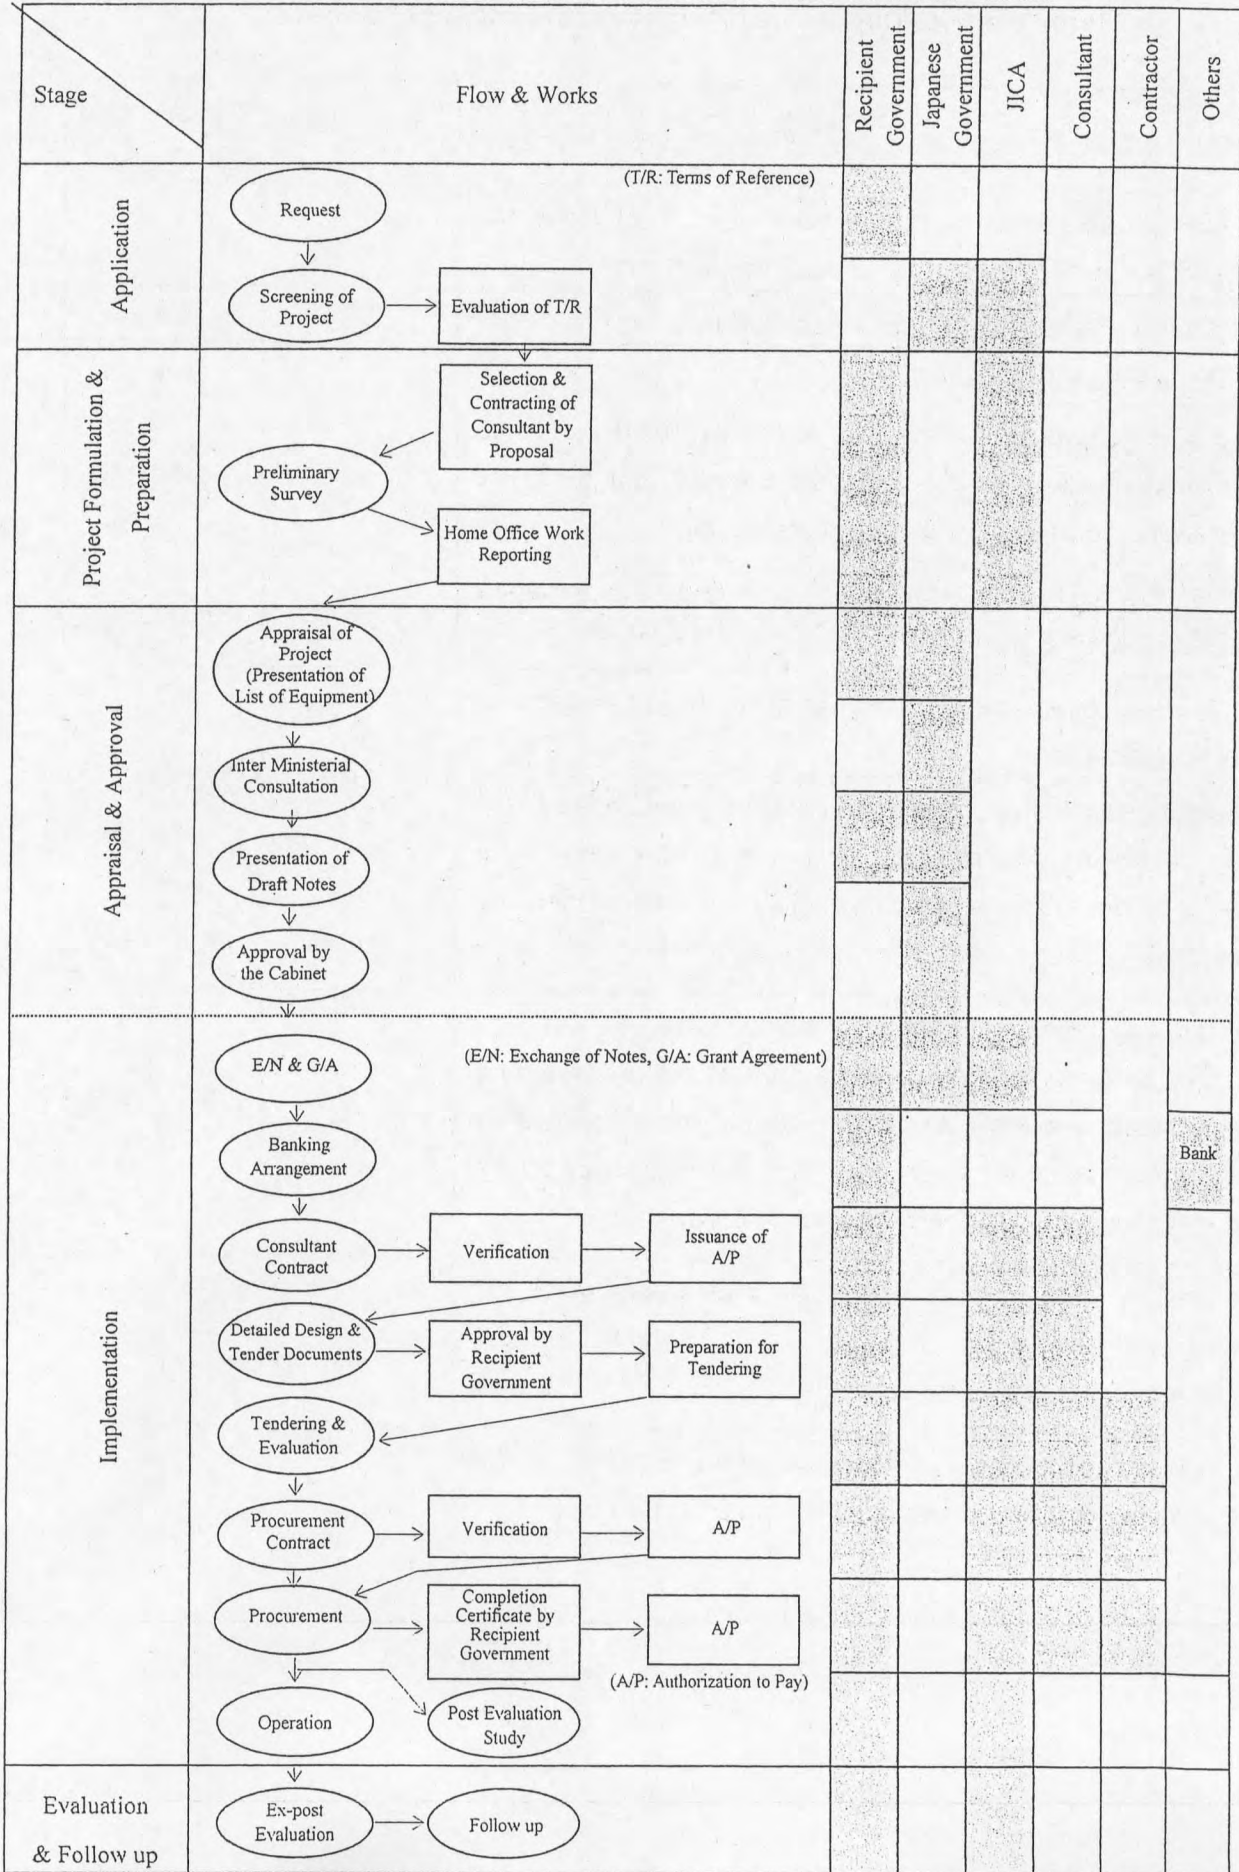 Stage
Flow & Works
Recipient
Government
Japanese
Government
JICA
Consultant
Contractor
Others
Application
(T/R: Terms of Reference)
Request
Screening of
Project
Evaluation of T/R
Project Formulation &
Preparation
Selection &
Contracting of
Consultant by
Proposal
Preliminary
Survey
Home Office Work
Reporting
Appraisal & Approval
Appraisal of
Project
(Presentation of
List of Equipment)
Inter Ministerial
Consultation
Presentation of
Draft Notes
Approval by
the Cabinet
Implementation
E/N & G/A
(E/N: Exchange of Notes, G/A: Grant Agreement)
Banking
Arrangement
Bank
Consultant
Contract
Verification
Issuance of
A/P
Detailed Design &
Tender Documents
Approval by
Recipient
Government
Preparation for
Tendering
Tendering &
Evaluation
Procurement
Contract
Verification
A/P
Procurement
Completion
Certificate by
Recipient
Government
A/P
(A/P: Authorization to Pay)
Operation
Post Evaluation
Study
Evaluation
& Follow up
Ex-post
Evaluation
Follow up